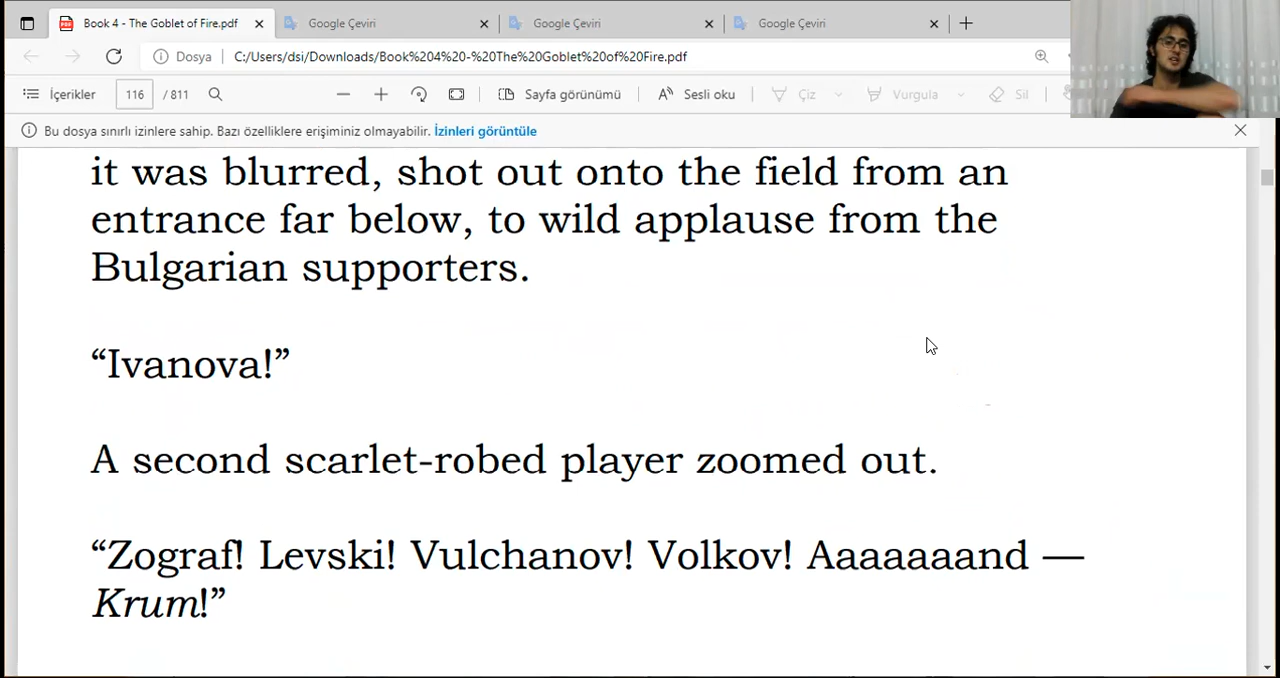 Book 4 - The Goblet of Fire.pdf
Google Çeviri
Google Çeviri
Google Çeviri
Dosya
C:/Users/dsi/Downloads/Book%204%20-%20The%20Goblet%20of%20Fire.pdf
İçerikler
116
/ 811
Sayfa görünümü
Sesli oku
Çiz
Vurgula
Sil
Bu dosya sınırlı izinlere sahip. Bazı özelliklere erişiminiz olmayabilir. İzinleri görüntüle
it was blurred, shot out onto the field from an
entrance far below, to wild applause from the
Bulgarian supporters.
“Ivanova!”
A second scarlet-robed player zoomed out.
“Zograf! Levski! Vulchanov! Volkov! Aaaaaaand —
Krum!”